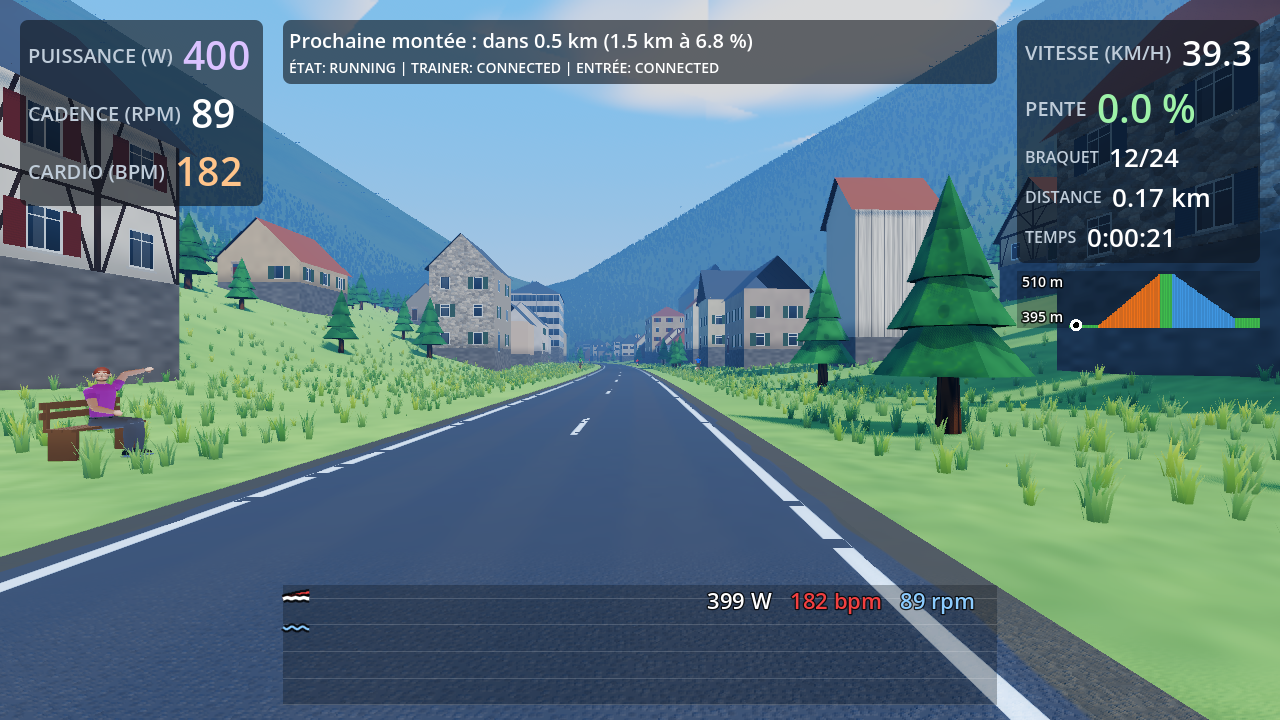 PUISSANCE (W) 400
CADENCE (RPM) 89
CARDIO (BPM) 182
Prochaine montée : dans 0.5 km (1.5 km à 6.8 %)
ÉTAT: RUNNING | TRAINER: CONNECTED | ENTRÉE: CONNECTED
VITESSE (KM/H) 39.3
PENTE 0.0 %
BRAQUET 12/24
DISTANCE 0.17 km
TEMPS 0:00:21
510 m
395 m
399 W 182 bpm 89 rpm